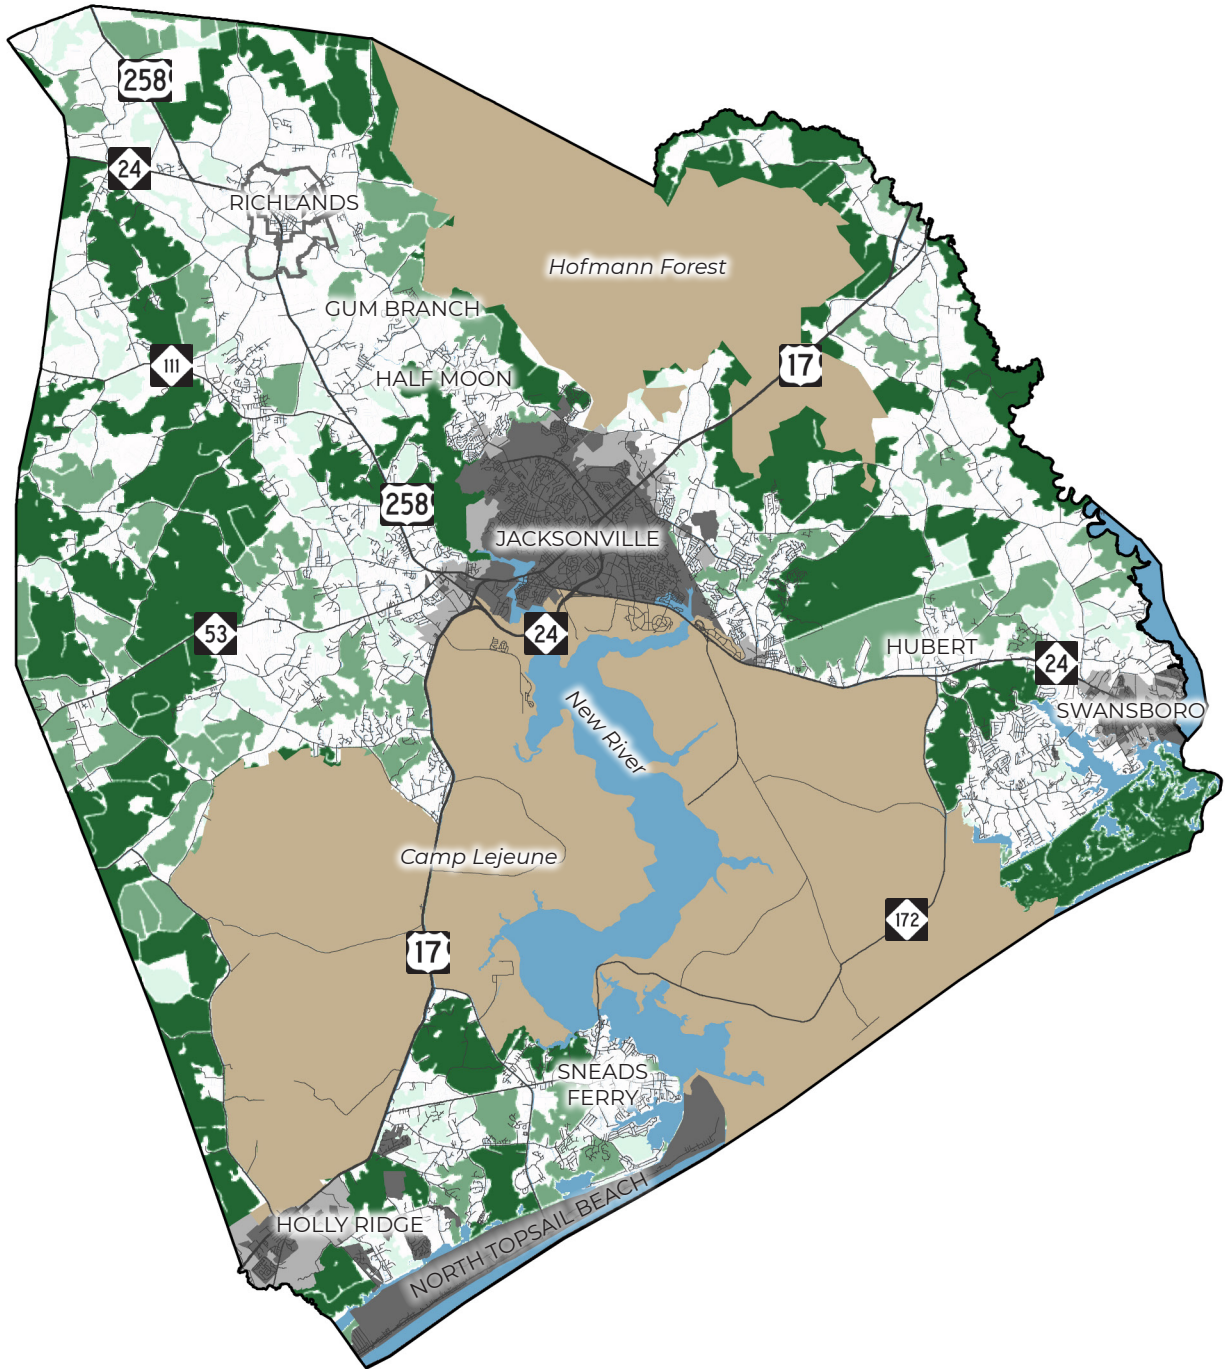 258
24
RICHLANDS
Hofmann Forest
GUM BRANCH
111
17
HALF MOON
258
JACKSONVILLE
53
24
HUBERT
24
SWANSBORO
New River
Camp Lejeune
172
17
SNEADS
FERRY
HOLLY RIDGE
NORTH TOPSAIL BEACH